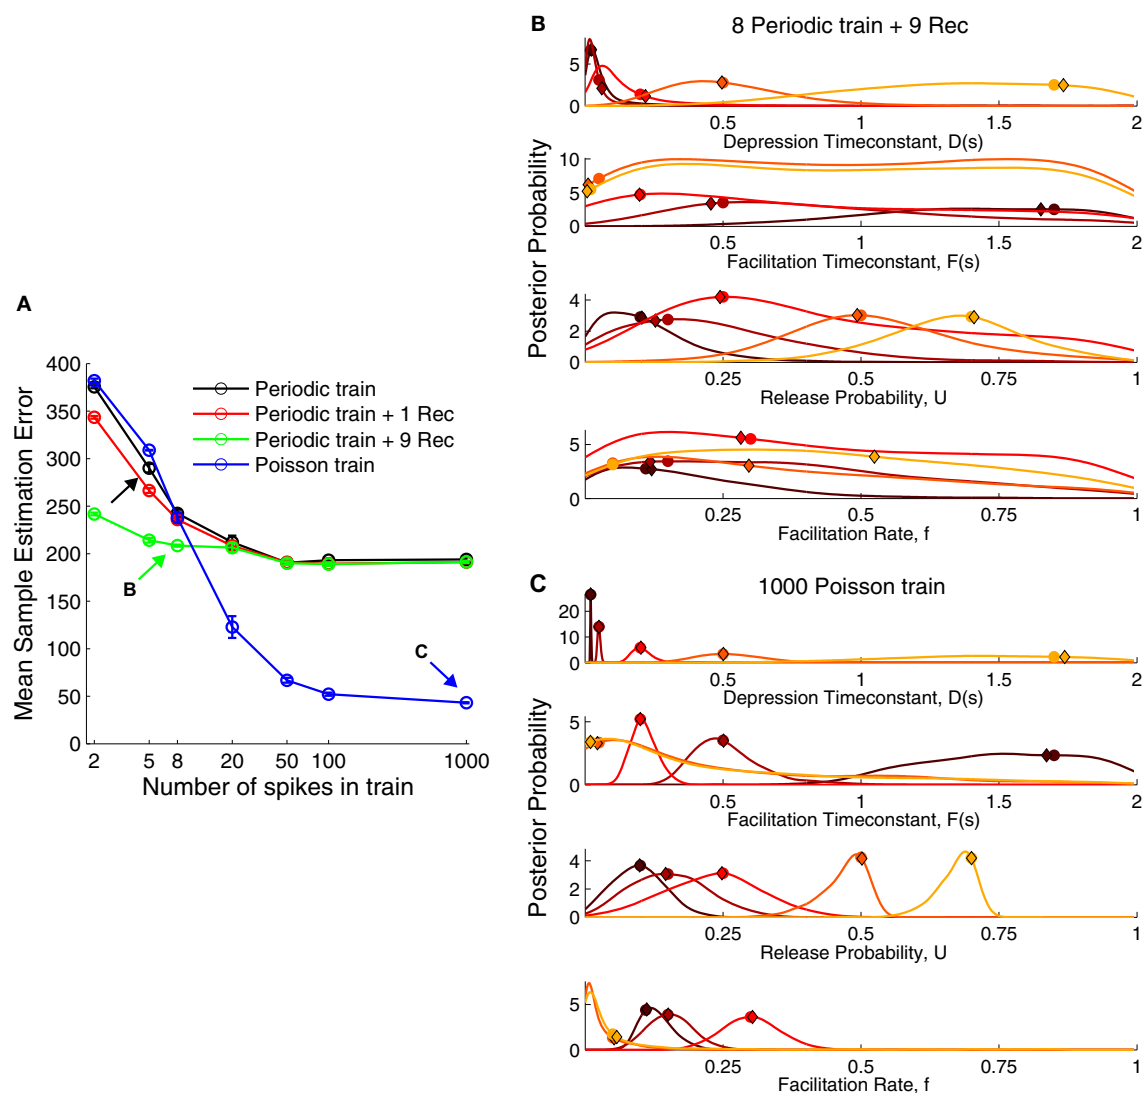 A
400
350
300
250
200
150
100
50
0
Mean Sample Estimation Error
Periodic train
Periodic train + 1 Rec
Periodic train + 9 Rec
Poisson train
B
C
2 5 8 20 50 100 1000
Number of spikes in train
B
8 Periodic train + 9 Rec
Posterior Probability
5
0
0.5 1 1.5 2
Depression Timeconstant, D(s)
10
5
0
0.5 1 1.5 2
Facilitation Timeconstant, F(s)
4
2
0
0.25 0.5 0.75 1
Release Probability, U
5
0
0.25 0.5 0.75 1
Facilitation Rate, f
C
1000 Poisson train
Posterior Probability
20
10
0
0.5 1 1.5 2
Depression Timeconstant, D(s)
5
0
0.5 1 1.5 2
Facilitation Timeconstant, F(s)
4
2
0
0.25 0.5 0.75 1
Release Probability, U
5
0
0.25 0.5 0.75 1
Facilitation Rate, f